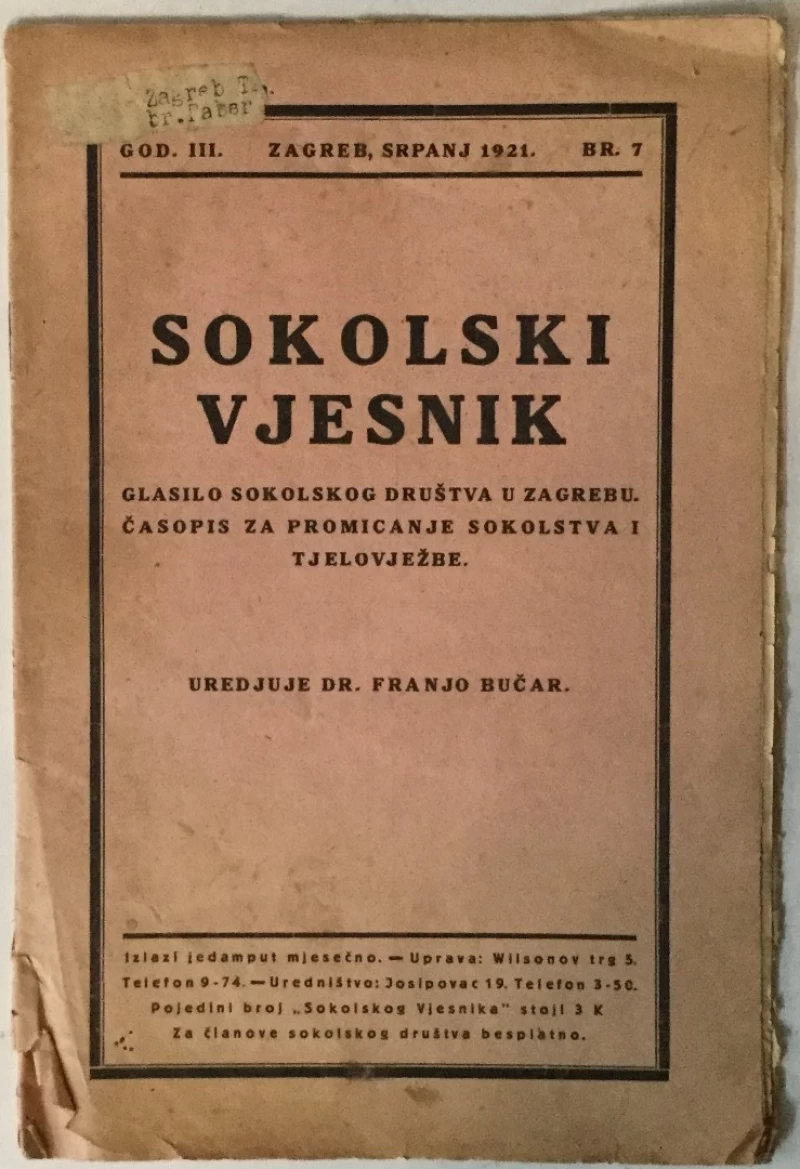 Zagreb
br.
GOD. III. ZAGREB, SRPANJ 1921. BR. 7
SOKOLSKI
VJESNIK
GLASILO SOKOLSKOG DRUŠTVA U ZAGREBU.
ČASOPIS ZA PROMICANJE SOKOLSTVA I
TJELOVJEŽBE.
UREDJUJE DR. FRANJO BUČAR.
Izlazi jedamput mjesečno. — Uprava: Wilsonov trg 5.
Telefon 9-74. — Uredništvo: Josipovac 19. Telefon 3-50.
Pojedini broj „Sokolskog Vjesnika" stoji 3 K
Za članove sokolskog društva besplatno.